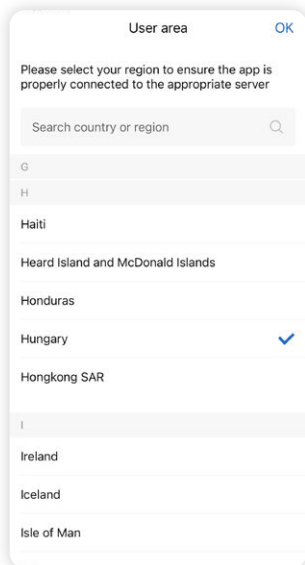 User area
OK
Please select your region to ensure the app is
properly connected to the appropriate server
Search country or region
G
H
Haiti
Heard Island and McDonald Islands
Honduras
Hungary
Hongkong SAR
I
Ireland
Iceland
Isle of Man